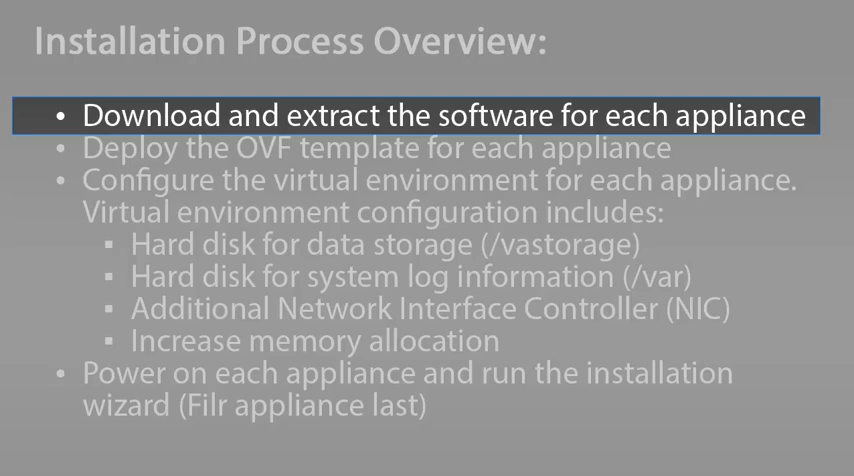 Installation Process Overview:
• Download and extract the software for each appliance
• Deploy the OVF template for each appliance
• Configure the virtual environment for each appliance.
Virtual environment configuration includes:
▪ Hard disk for data storage (/vastorage)
▪ Hard disk for system log information (/var)
▪ Additional Network Interface Controller (NIC)
▪ Increase memory allocation
• Power on each appliance and run the installation
wizard (Filr appliance last)